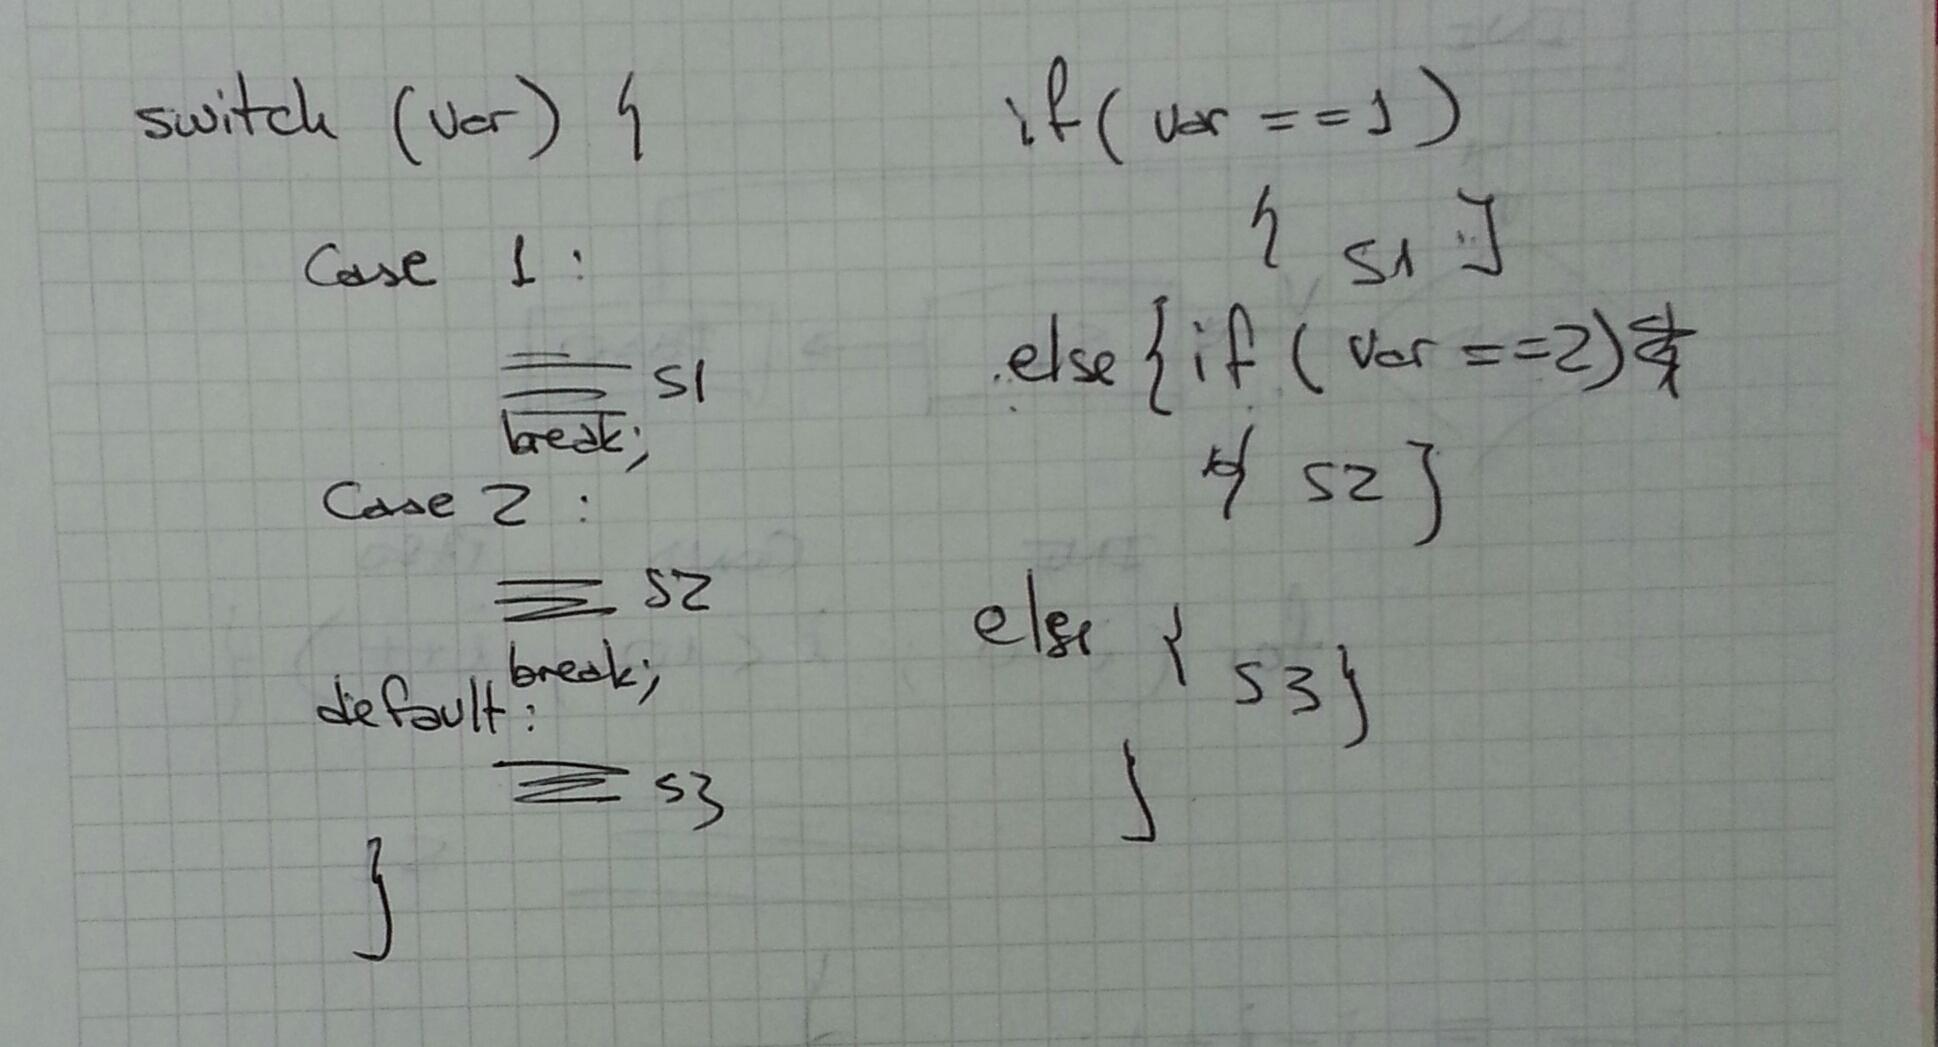 switch (var) {
Case 1 :
S1
break;
Case 2 :
S2
break;
default :
S3
}
if ( var == 1 )
{ S1 }
else { if ( var == 2 )
{ S2 }
else { S3 }
}